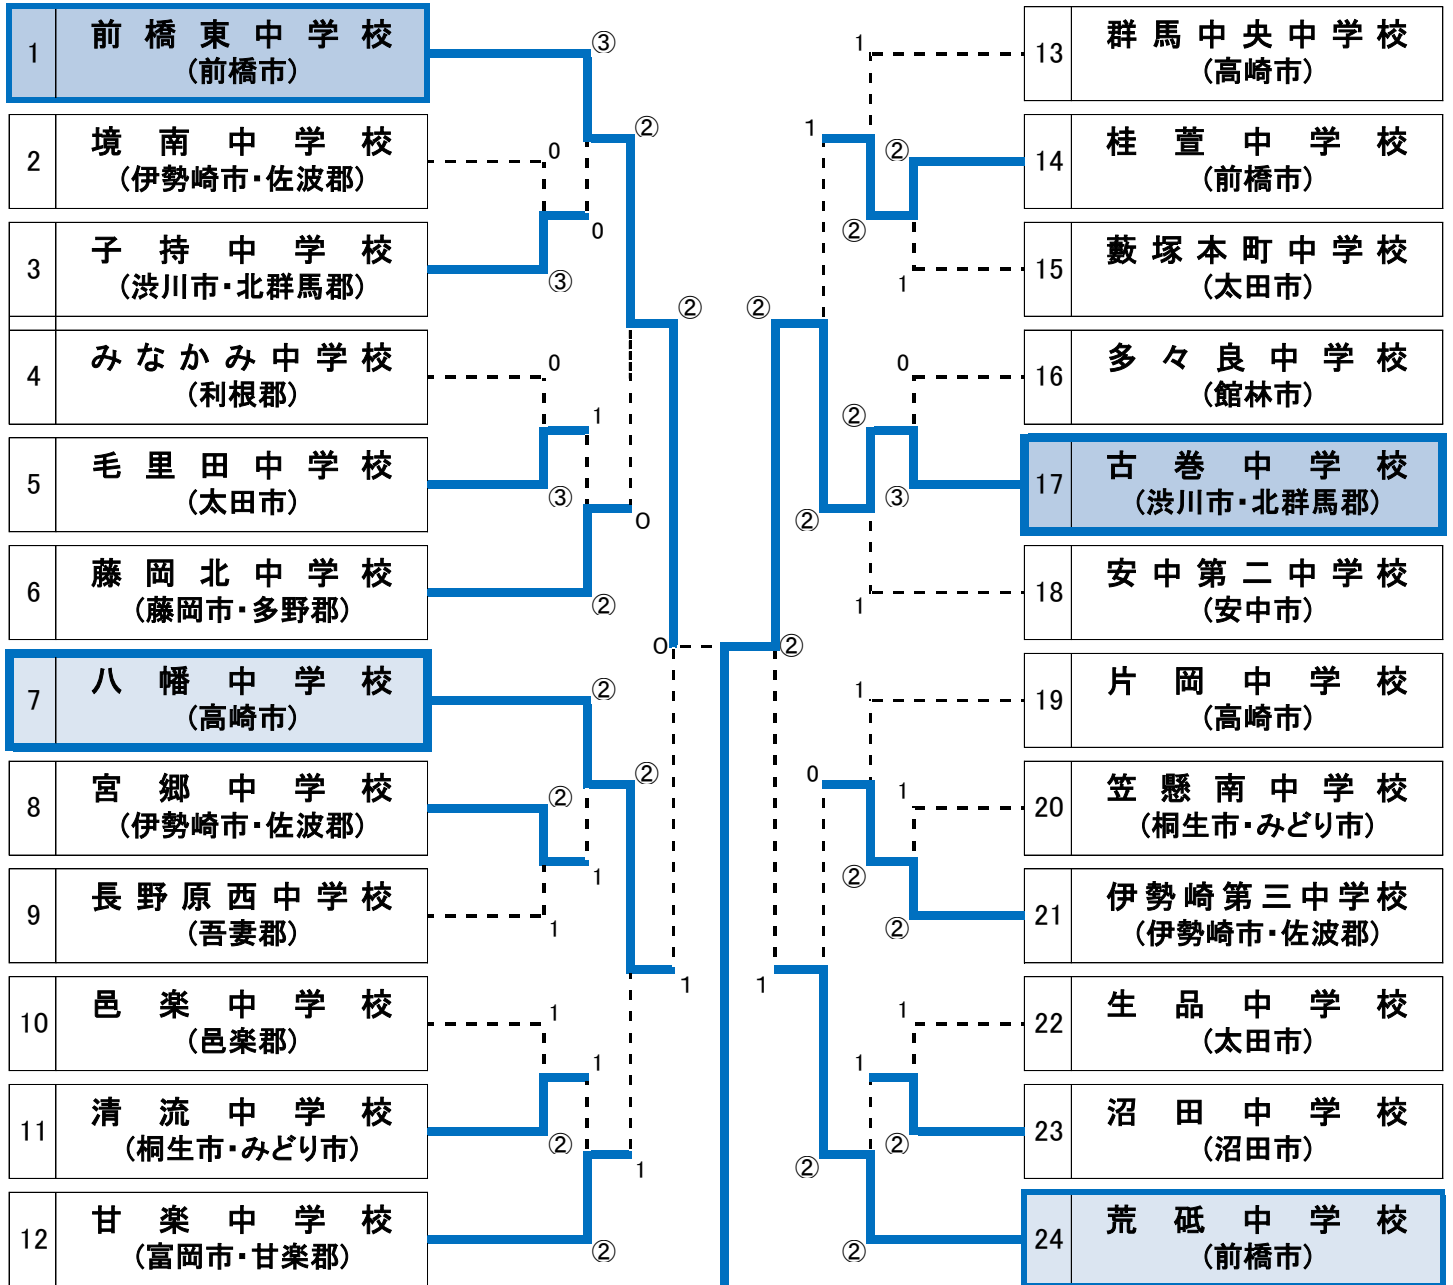 1
前橋東中学校
(前橋市)
2
境南中学校
(伊勢崎市・佐波郡)
3
子持中学校
(渋川市・北群馬郡)
4
みなかみ中学校
(利根郡)
5
毛里田中学校
(太田市)
6
藤岡北中学校
(藤岡市・多野郡)
7
八幡中学校
(高崎市)
8
宮郷中学校
(伊勢崎市・佐波郡)
9
長野原西中学校
(吾妻郡)
10
邑楽中学校
(邑楽郡)
11
清流中学校
(桐生市・みどり市)
12
甘楽中学校
(富岡市・甘楽郡)
③
②
0
0
③
②
0
1
③
0
②
0
②
②
②
1
1
1
1
1
②
1
②
1
1
②
②
1
②
0
②
②
③
1
②
1
0
1
②
②
1
1
1
②
②
②
13
群馬中央中学校
(高崎市)
14
桂萱中学校
(前橋市)
15
藪塚本町中学校
(太田市)
16
多々良中学校
(館林市)
17
古巻中学校
(渋川市・北群馬郡)
18
安中第二中学校
(安中市)
19
片岡中学校
(高崎市)
20
笠懸南中学校
(桐生市・みどり市)
21
伊勢崎第三中学校
(伊勢崎市・佐波郡)
22
生品中学校
(太田市)
23
沼田中学校
(沼田市)
24
荒砥中学校
(前橋市)